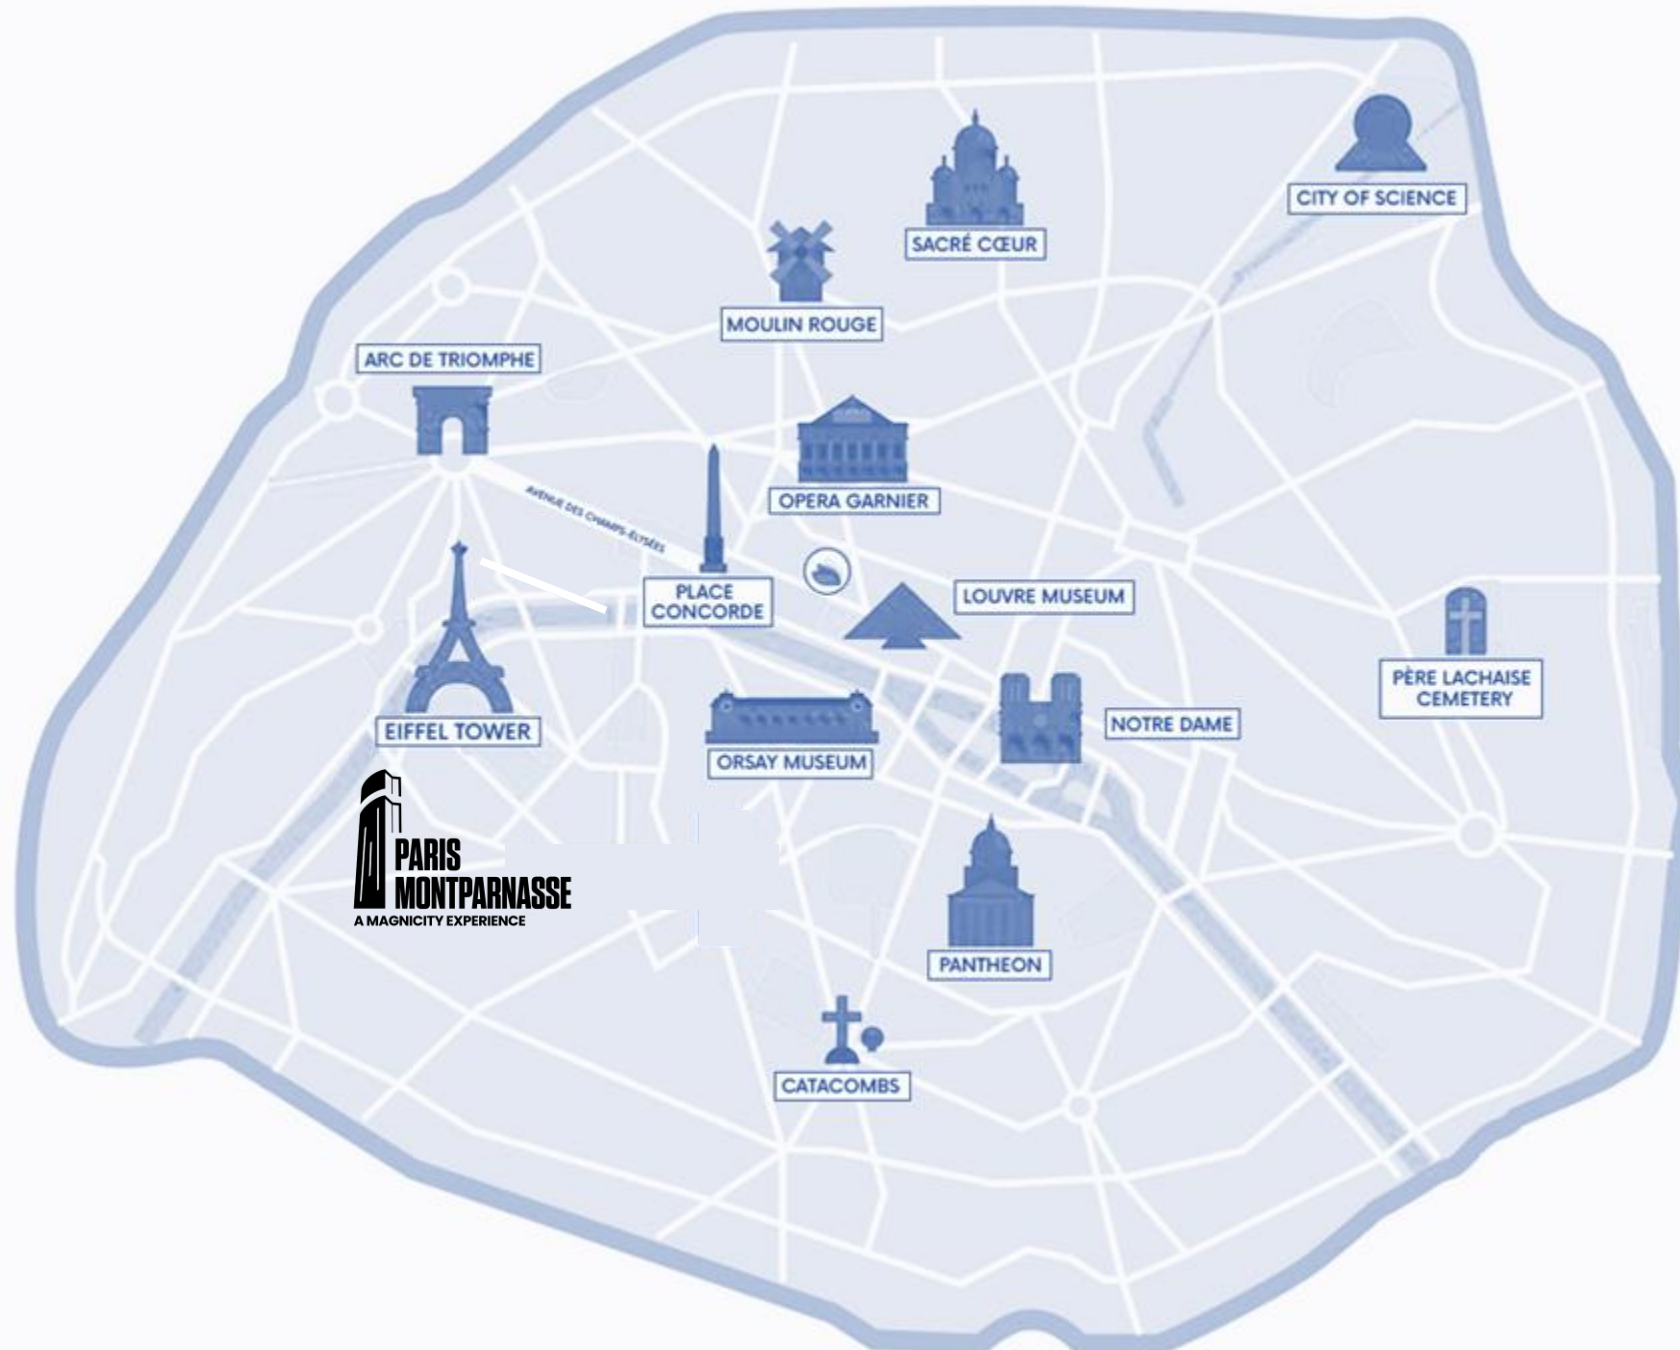 CITY OF SCIENCE
SACRÉ CŒUR
MOULIN ROUGE
ARC DE TRIOMPHE
AVENUE DES CHAMPS-ELYSÉES
OPERA GARNIER
PLACE
CONCORDE
LOUVRE MUSEUM
PÈRE LACHAISE
CEMETERY
NOTRE DAME
EIFFEL TOWER
ORSAY MUSEUM
PARIS
MONTPARNASSE
A MAGNICITY EXPERIENCE
PANTHEON
CATACOMBS